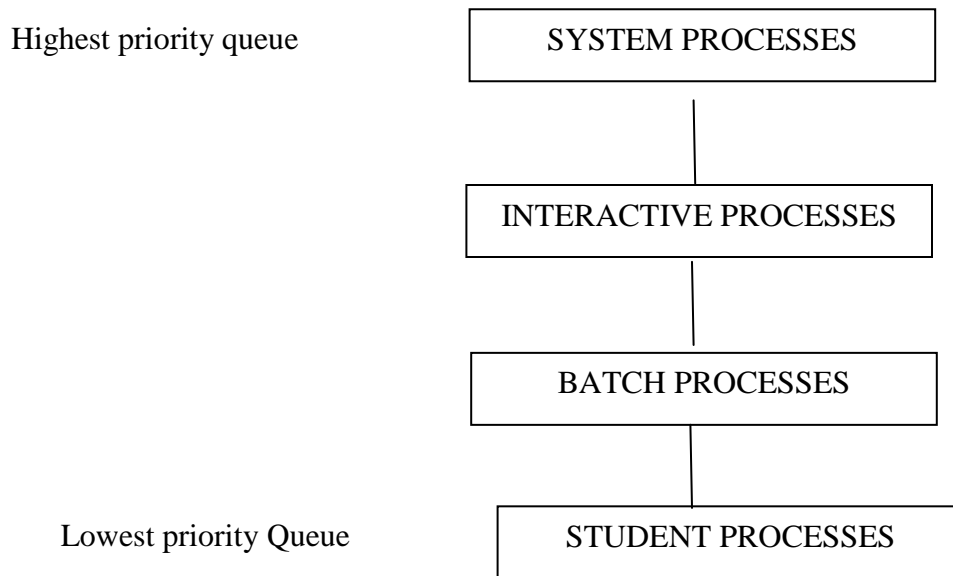 Highest priority queue SYSTEM PROCESSES
INTERACTIVE PROCESSES
BATCH PROCESSES
Lowest priority Queue STUDENT PROCESSES